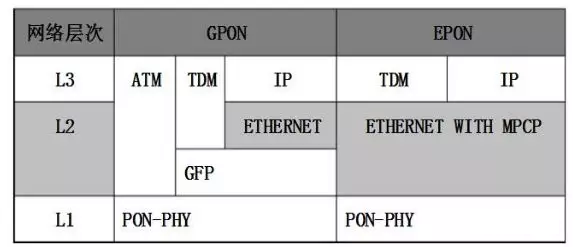 网络层次 GPON EPON
L3 ATM TDM IP TDM IP
L2 ETHERNET ETHERNET WITH MPCP
GFP
L1 PON-PHY PON-PHY